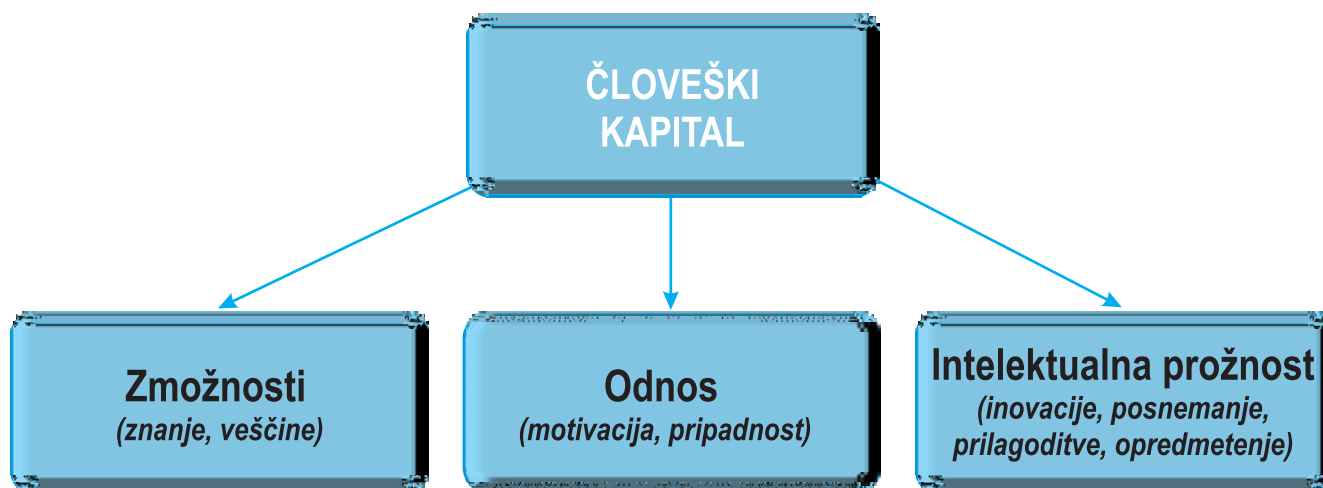 ČLOVEŠKI
KAPITAL
Zmožnosti
(znanje, veščine)
Odnos
(motivacija, pripadnost)
Intelektualna prožnost
(inovacije, posnemanje,
prilagoditve, opredmetenje)